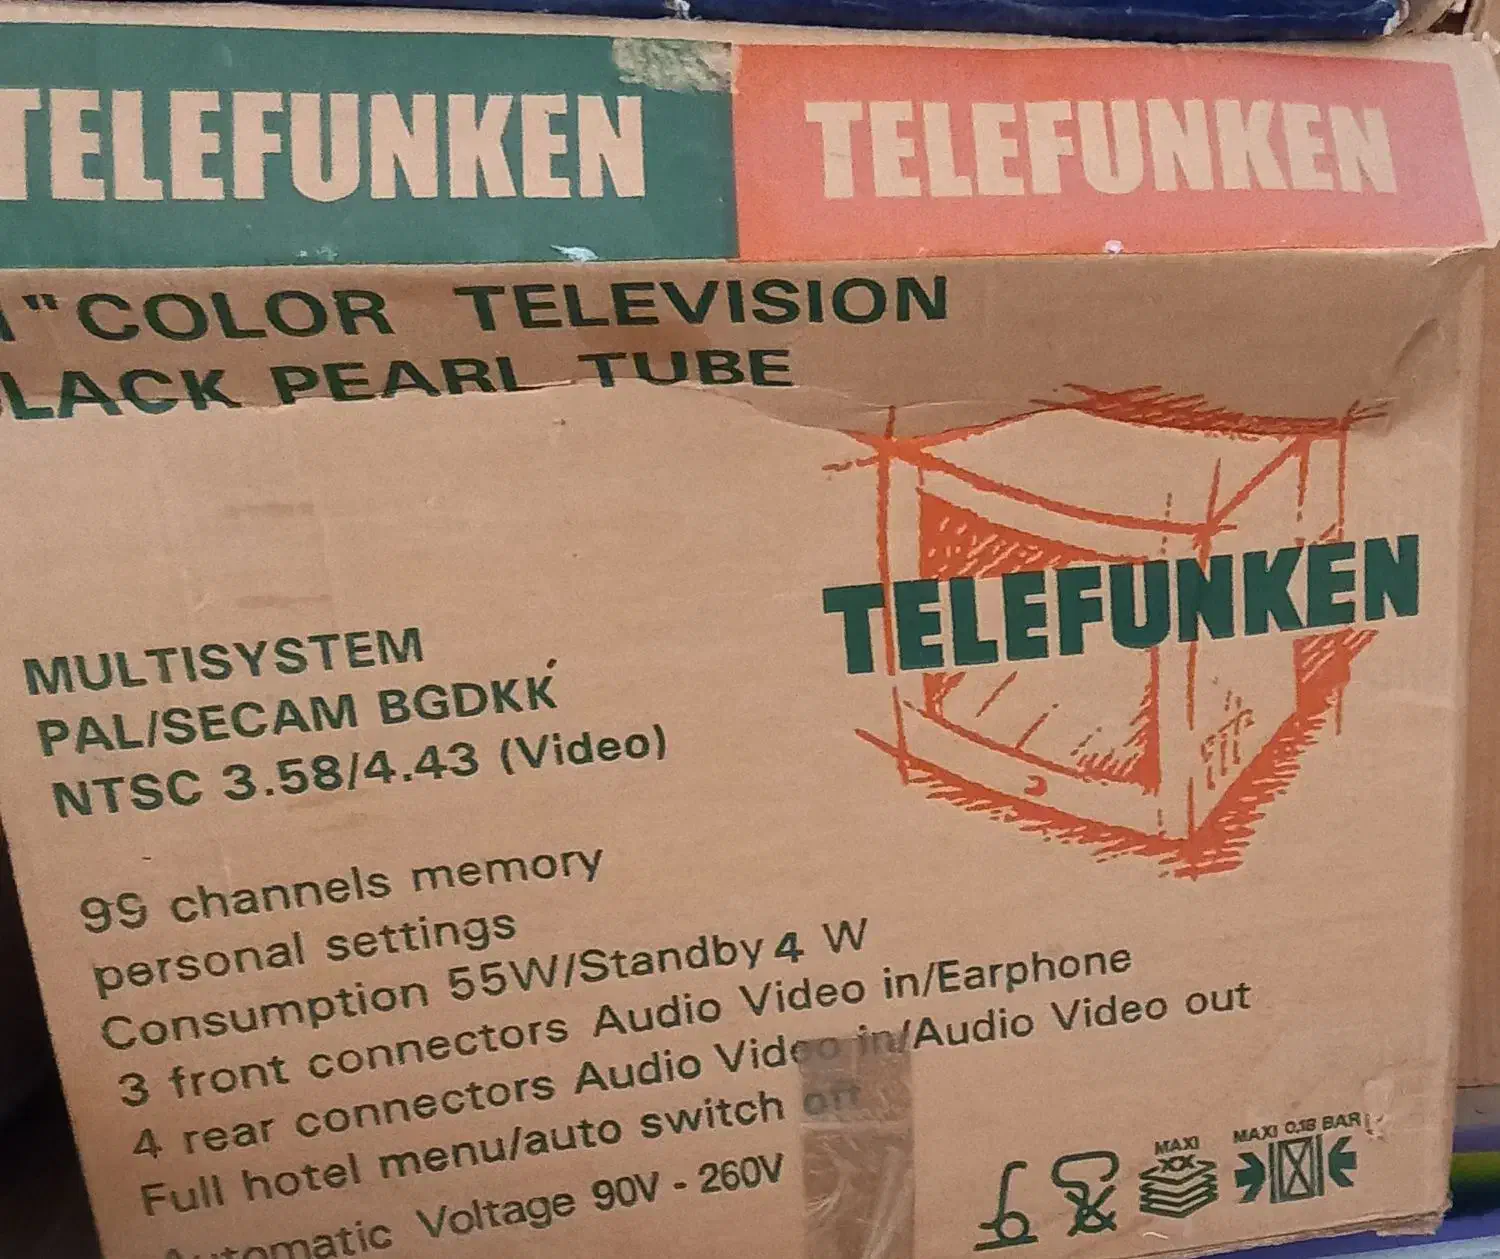 TELEFUNKEN TELEFUNKEN
"COLOR TELEVISION
LACK PEARL TUBE
TELEFUNKEN
MULTISYSTEM
PAL/SECAM BGDKK'
NTSC 3.58/4.43 (Video)
99 channels memory
personal settings
Consumption 55W/Standby 4 W
3 front connectors Audio Video in/Earphone
4 rear connectors Audio Video in/Audio Video out
Full hotel menu/auto switch off
Automatic Voltage 90V - 260V
MAXI
XX
MAXI 0.18 BAR